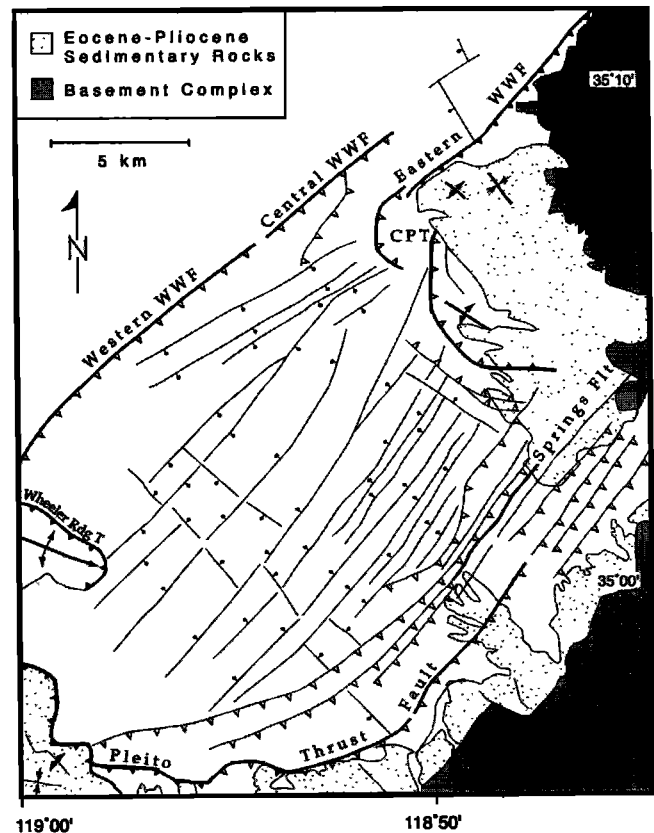 Eocene-Pliocene
Sedimentary Rocks
Basement Complex
5 km
N
35°10'
Eastern WWF
Central WWF
CPT
Western WWF
Springs Flt
Wheeler Rdg T
35°00'
Pleito Thrust Fault
119°00'
118°50'